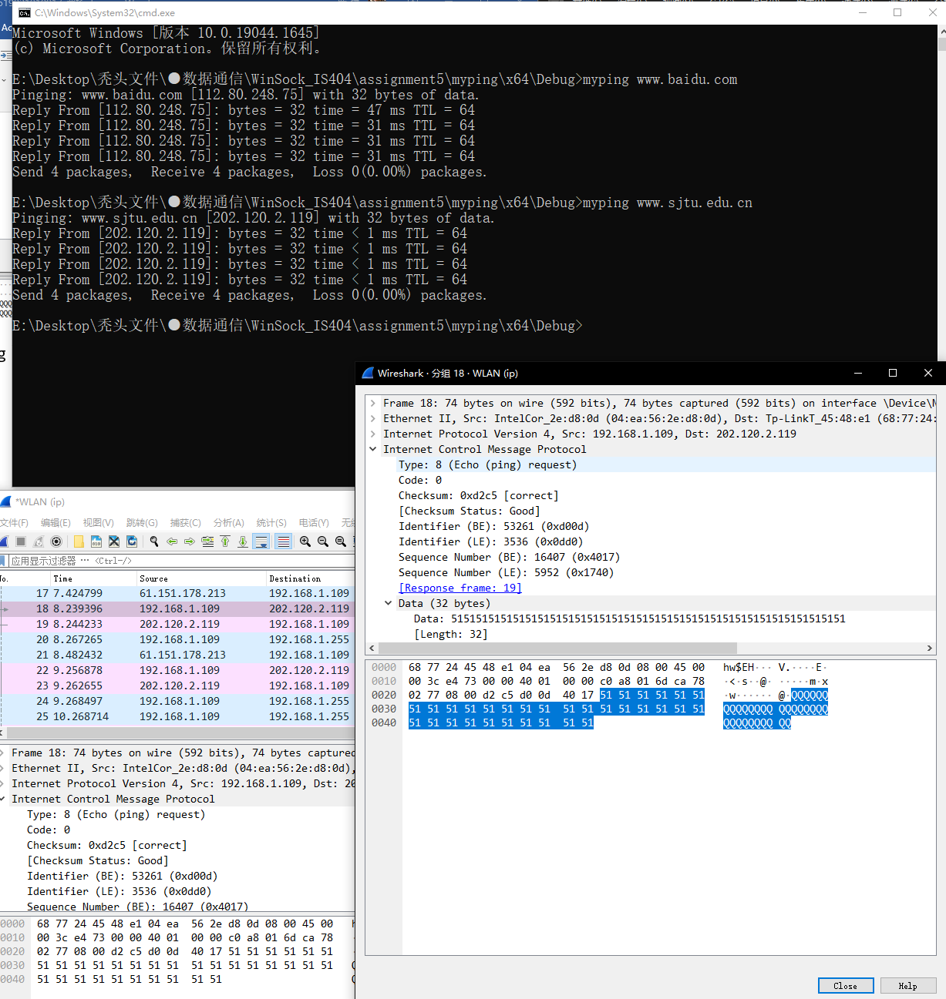 C:\Windows\System32\cmd.exe
Microsoft Windows [版本 10.0.19044.1645]
(c) Microsoft Corporation。保留所有权利。
E:\Desktop\秃头文件\●数据通信\WinSock_IS404\assignment5\myping\x64\Debug>myping www.baidu.com
Pinging: www.baidu.com [112.80.248.75] with 32 bytes of data.
Reply From [112.80.248.75]: bytes = 32 time = 47 ms TTL = 64
Reply From [112.80.248.75]: bytes = 32 time = 31 ms TTL = 64
Reply From [112.80.248.75]: bytes = 32 time = 31 ms TTL = 64
Reply From [112.80.248.75]: bytes = 32 time = 31 ms TTL = 64
Send 4 packages,  Receive 4 packages,  Loss 0(0.00%) packages.
E:\Desktop\秃头文件\●数据通信\WinSock_IS404\assignment5\myping\x64\Debug>myping www.sjtu.edu.cn
Pinging: www.sjtu.edu.cn [202.120.2.119] with 32 bytes of data.
Reply From [202.120.2.119]: bytes = 32 time < 1 ms TTL = 64
Reply From [202.120.2.119]: bytes = 32 time < 1 ms TTL = 64
Reply From [202.120.2.119]: bytes = 32 time < 1 ms TTL = 64
Reply From [202.120.2.119]: bytes = 32 time < 1 ms TTL = 64
Send 4 packages,  Receive 4 packages,  Loss 0(0.00%) packages.
E:\Desktop\秃头文件\●数据通信\WinSock_IS404\assignment5\myping\x64\Debug>
Wireshark · 分组 18 · WLAN (ip)
Frame 18: 74 bytes on wire (592 bits), 74 bytes captured (592 bits) on interface \Device\N
Ethernet II, Src: IntelCor_2e:d8:0d (04:ea:56:2e:d8:0d), Dst: Tp-LinkT_45:48:e1 (68:77:24:
Internet Protocol Version 4, Src: 192.168.1.109, Dst: 202.120.2.119
Internet Control Message Protocol
Type: 8 (Echo (ping) request)
Code: 0
Checksum: 0xd2c5 [correct]
[Checksum Status: Good]
Identifier (BE): 53261 (0xd00d)
Identifier (LE): 3536 (0x0dd0)
Sequence Number (BE): 16407 (0x4017)
Sequence Number (LE): 5952 (0x1740)
[Response frame: 19]
Data (32 bytes)
Data: 5151515151515151515151515151515151515151515151515151515151515151
[Length: 32]
0000 68 77 24 45 48 e1 04 ea 56 2e d8 0d 08 00 45 00 hw$EH··· V.····E·
0010 00 3c e4 73 00 00 40 01 00 00 c0 a8 01 6d ca 78 ·<·s··@· ·····m·x
0020 02 77 08 00 d2 c5 d0 0d 40 17 51 51 51 51 51 51 ·w······ @·QQQQQQ
0030 51 51 51 51 51 51 51 51 51 51 51 51 51 51 51 51 QQQQQQQQ QQQQQQQQ
0040 51 51 51 51 51 51 51 51 51 51 QQQQQQQQ QQ
Close
Help
*WLAN (ip)
文件(F) 编辑(E) 视图(V) 跳转(G) 捕获(C) 分析(A) 统计(S) 电话(Y)
应用显示过滤器 … <Ctrl-/>
No. Time Source Destination
17 7.424799 61.151.178.213 192.168.1.109
18 8.239396 192.168.1.109 202.120.2.119
19 8.244233 202.120.2.119 192.168.1.109
20 8.267265 192.168.1.109 192.168.1.255
21 8.482432 61.151.178.213 192.168.1.109
22 9.256878 192.168.1.109 202.120.2.119
23 9.262655 202.120.2.119 192.168.1.109
24 9.268497 192.168.1.109 192.168.1.255
25 10.268714 192.168.1.109 192.168.1.255
Frame 18: 74 bytes on wire (592 bits), 74 bytes captured
Ethernet II, Src: IntelCor_2e:d8:0d (04:ea:56:2e:d8:0d),
Internet Protocol Version 4, Src: 192.168.1.109, Dst: 20
Internet Control Message Protocol
Type: 8 (Echo (ping) request)
Code: 0
Checksum: 0xd2c5 [correct]
[Checksum Status: Good]
Identifier (BE): 53261 (0xd00d)
Identifier (LE): 3536 (0x0dd0)
Sequence Number (BE): 16407 (0x4017)
0000 68 77 24 45 48 e1 04 ea 56 2e d8 0d 08 00 45 00
0010 00 3c e4 73 00 00 40 01 00 00 c0 a8 01 6d ca 78
0020 02 77 08 00 d2 c5 d0 0d 40 17 51 51 51 51 51 51
0030 51 51 51 51 51 51 51 51 51 51 51 51 51 51 51 51
0040 51 51 51 51 51 51 51 51 51 51